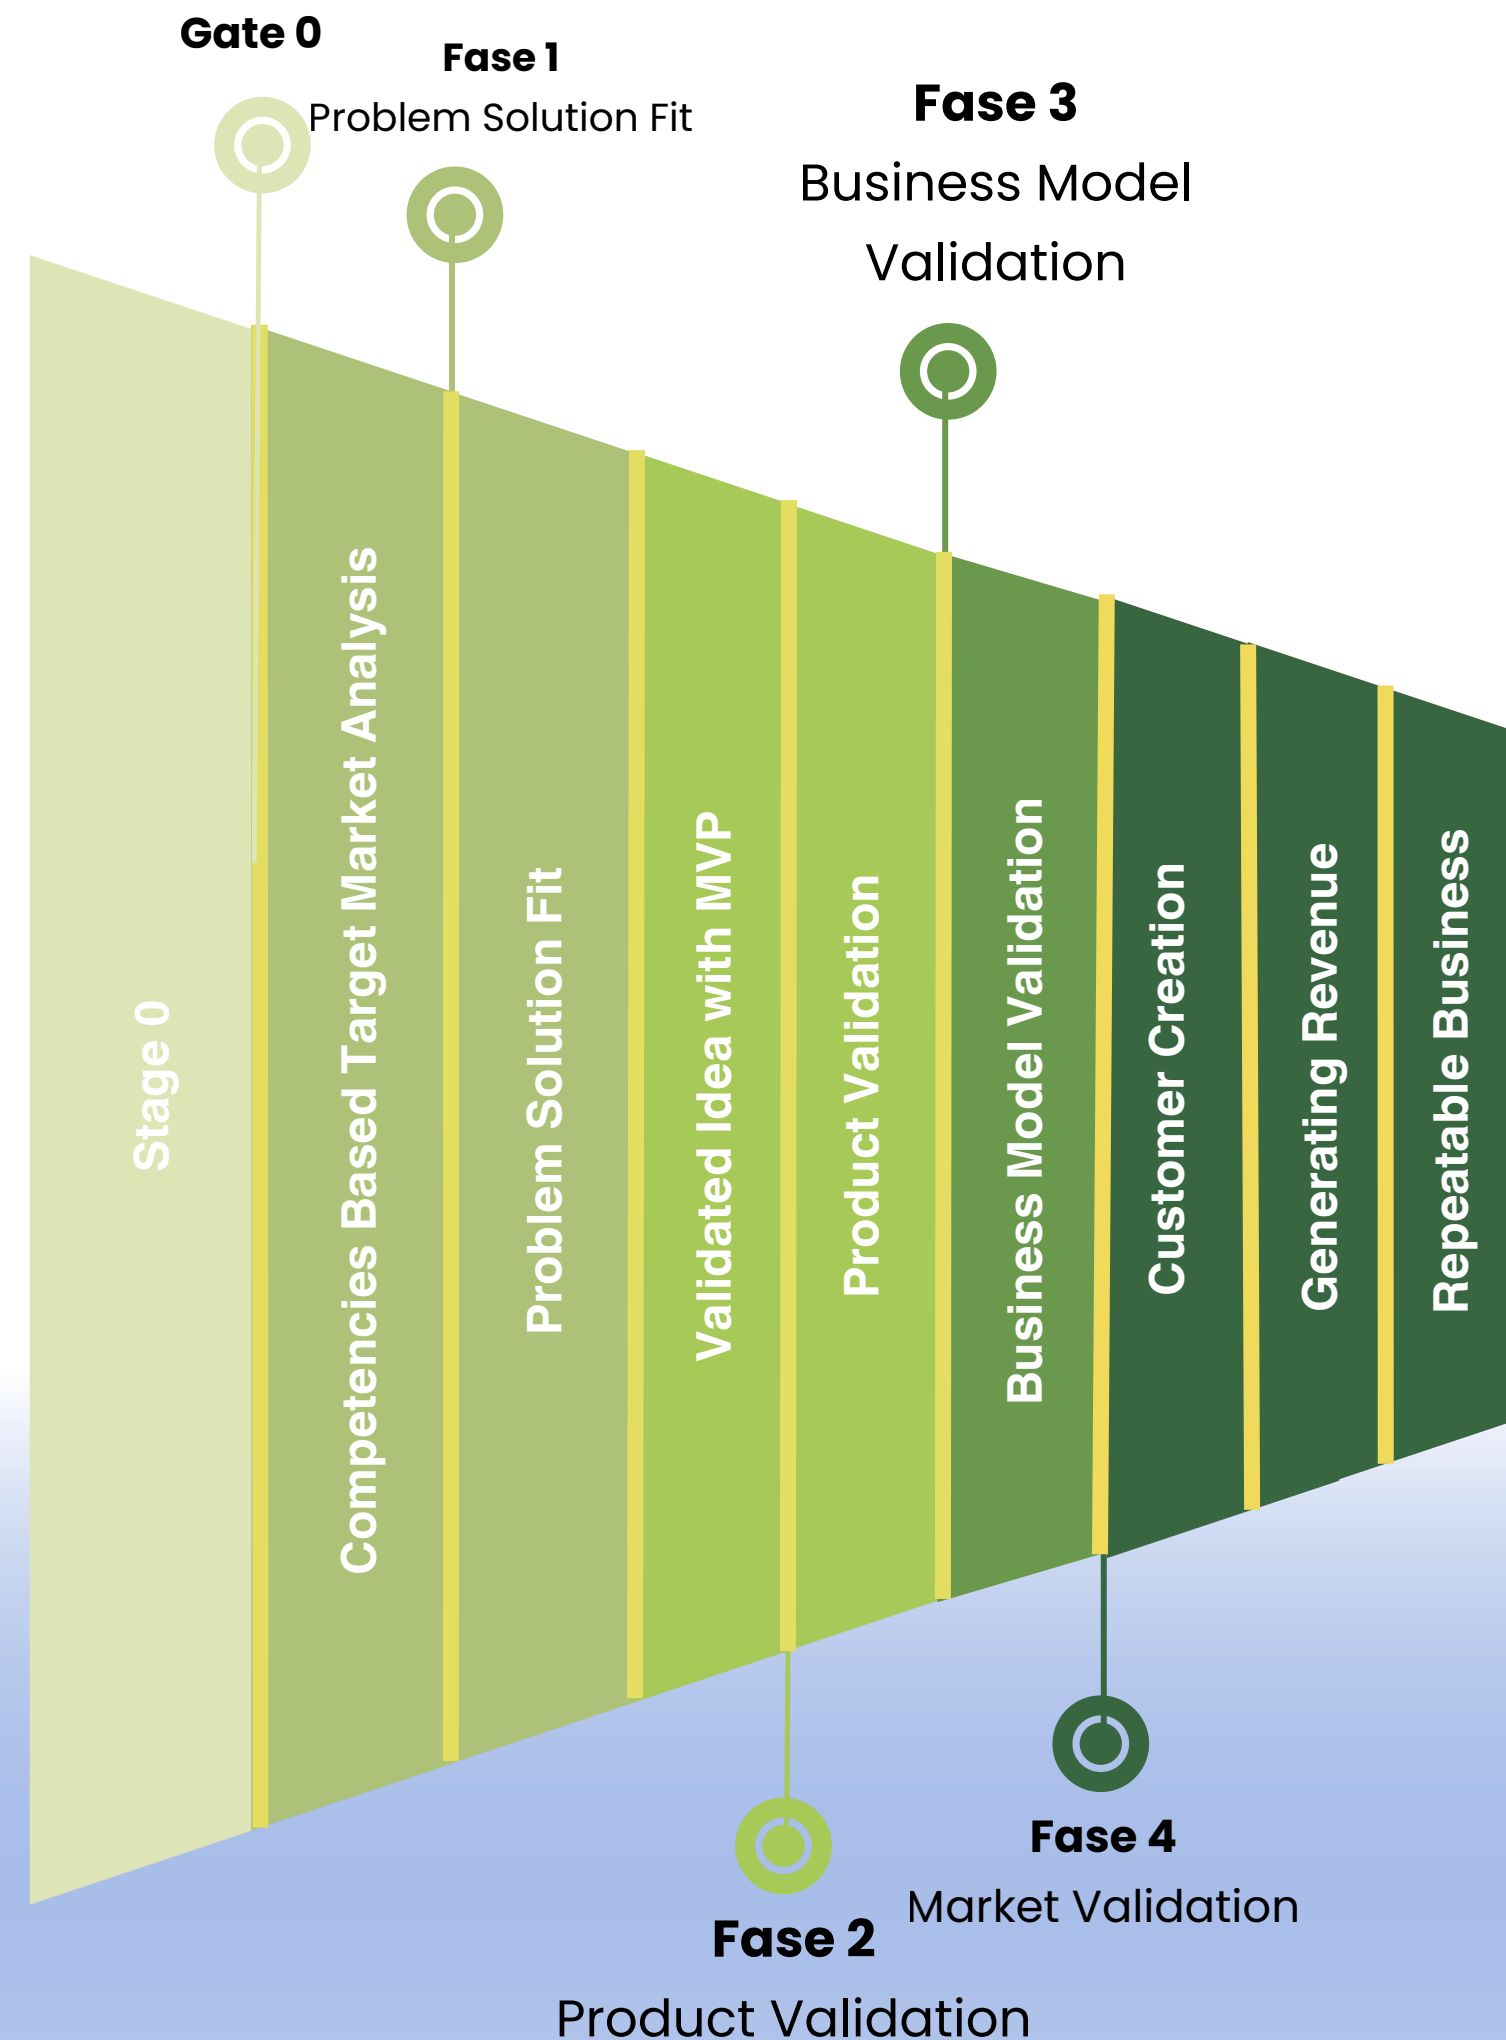 Gate 0
Fase 1
Problem Solution Fit
Fase 3
Business Model
Validation
Stage 0
Competencies Based Target Market Analysis
Problem Solution Fit
Validated Idea with MVP
Product Validation
Business Model Validation
Customer Creation
Generating Revenue
Repeatable Business
Fase 4
Market Validation
Fase 2
Product Validation